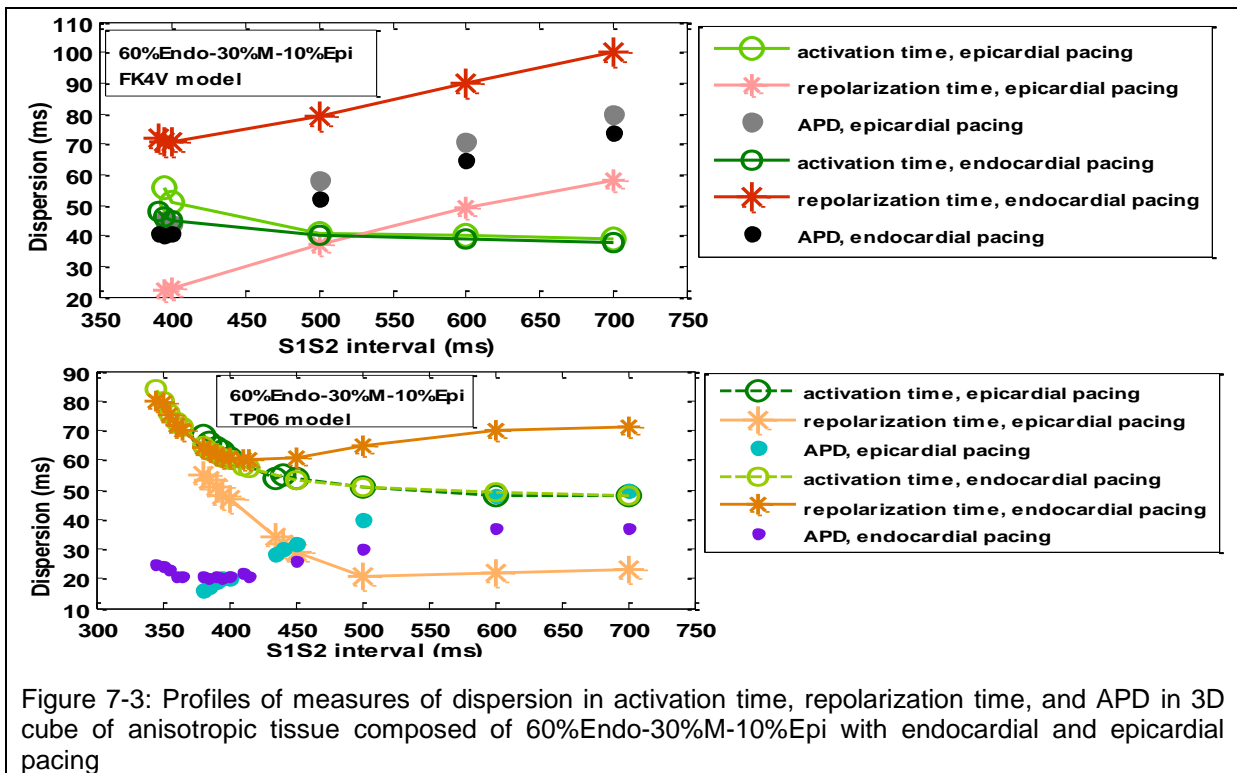 110
100
90
80
70
60
50
40
30
20
Dispersion (ms)
60%Endo-30%M-10%Epi
FK4V model
350 400 450 500 550 600 650 700 750
S1S2 interval (ms)
activation time, epicardial pacing
repolarization time, epicardial pacing
APD, epicardial pacing
activation time, endocardial pacing
repolarization time, endocardial pacing
APD, endocardial pacing
90
80
70
60
50
40
30
20
10
Dispersion (ms)
60%Endo-30%M-10%Epi
TP06 model
300 350 400 450 500 550 600 650 700 750
S1S2 interval (ms)
activation time, epicardial pacing
repolarization time, epicardial pacing
APD, epicardial pacing
activation time, endocardial pacing
repolarization time, endocardial pacing
APD, endocardial pacing
Figure 7-3: Profiles of measures of dispersion in activation time, repolarization time, and APD in 3D
cube of anisotropic tissue composed of 60%Endo-30%M-10%Epi with endocardial and epicardial
pacing